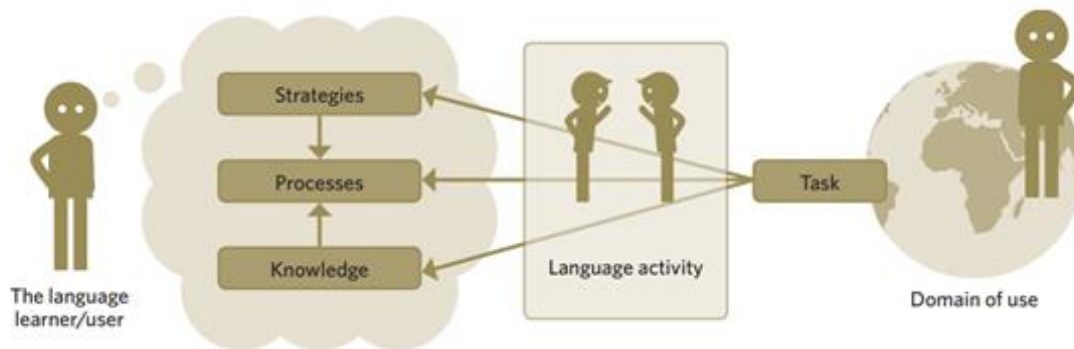 Strategies
Processes
Knowledge
The language
learner/user
Language activity
Task
Domain of use